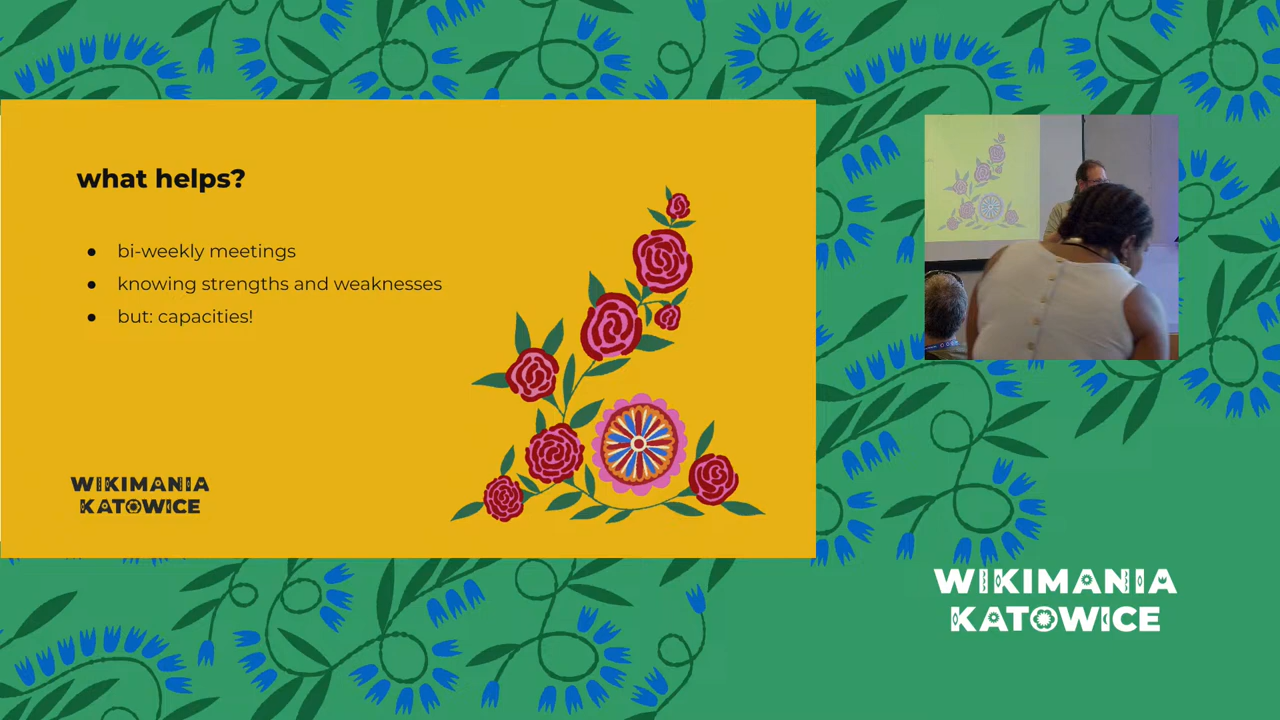 what helps?
● bi-weekly meetings
● knowing strengths and weaknesses
● but: capacities!
WIKIMANIA
KATOWICE
WIKIMANIA
KATOWICE